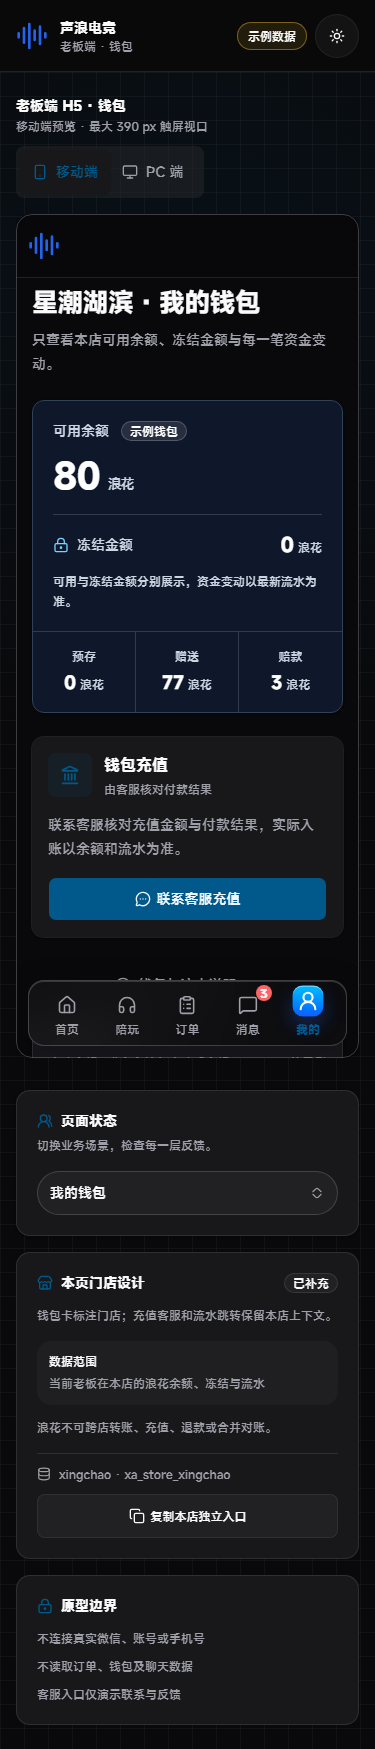 声浪电竞
老板端 · 钱包
示例数据
老板端 H5 · 钱包
移动端预览 · 最大 390 px 触屏视口
移动端
PC 端
星潮湖滨 · 我的钱包
只查看本店可用余额、冻结金额与每一笔资金变
动。
可用余额 示例钱包
80 浪花
冻结金额 0 浪花
可用与冻结金额分别展示，资金变动以最新流水为
准。
预存 赠送 赔款
0 浪花 77 浪花 3 浪花
钱包充值
由客服核对付款结果
联系客服核对充值金额与付款结果，实际入
账以余额和流水为准。
联系客服充值
3
首页 陪玩 订单 消息 我的
页面状态
切换业务场景，检查每一层反馈。
我的钱包
本页门店设计 已补充
钱包卡标注门店；充值客服和流水跳转保留本店上下文。
数据范围
当前老板在本店的浪花余额、冻结与流水
浪花不可跨店转账、充值、退款或合并对账。
xingchao · xa_store_xingchao
复制本店独立入口
原型边界
不连接真实微信、账号或手机号
不读取订单、钱包及聊天数据
客服入口仅演示联系与反馈